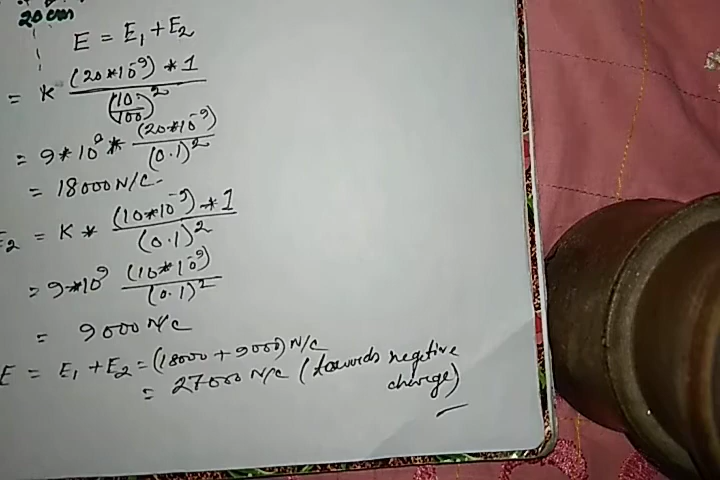 20 cm
E = E₁ + E₂
= K (20*10⁻⁹) * 1 / (10/100)²
= 9*10⁹ * (20*10⁻⁹) / (0.1)²
= 18000 N/C
E₂ = K * (10*10⁻⁹) * 1 / (0.1)²
= 9*10⁹ (10*10⁻⁹) / (0.1)²
= 9000 N/C
E = E₁ + E₂ = (18000 + 9000) N/C
= 27000 N/C (towards negetive
charge)